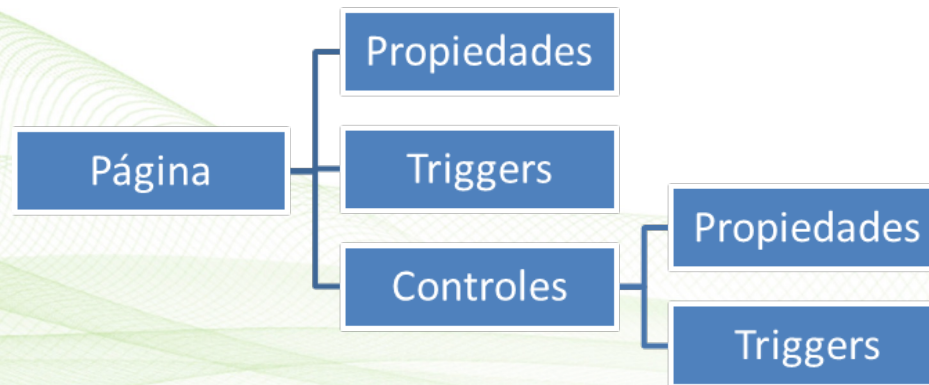 Propiedades
Página
Triggers
Controles
Propiedades
Triggers